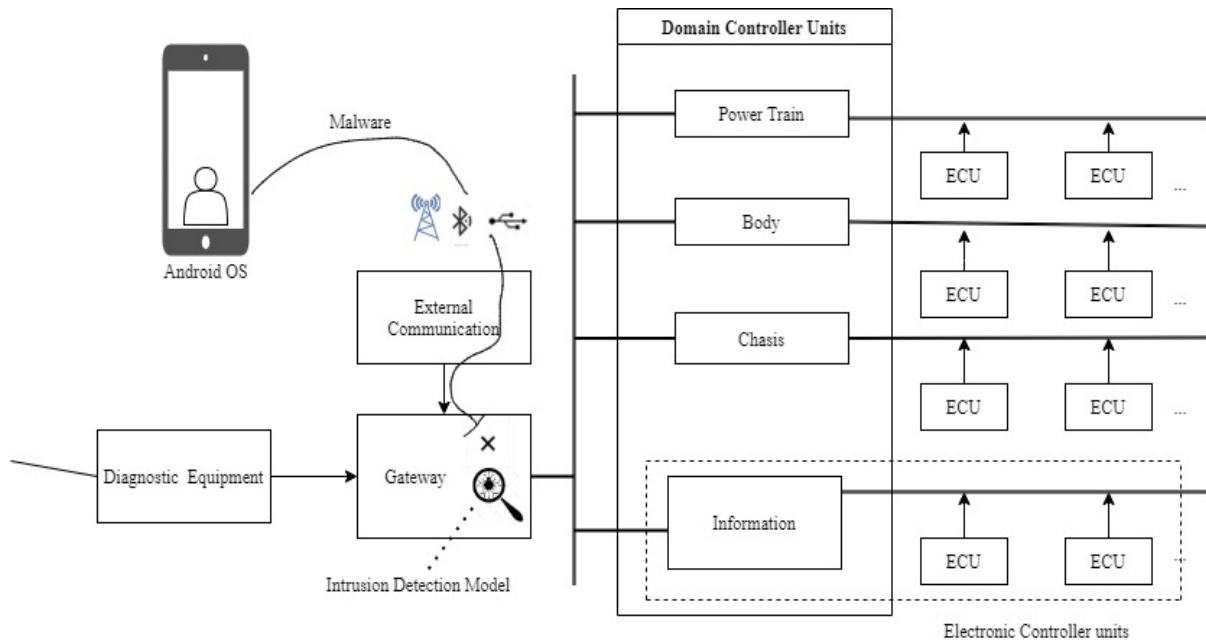 Domain Controller Units
Malware
Android OS
External
Communication
Diagnostic Equipment
Gateway
Intrusion Detection Model
Power Train
ECU
ECU
...
Body
ECU
ECU
...
Chasis
ECU
ECU
...
Information
ECU
ECU
...
Electronic Controller units